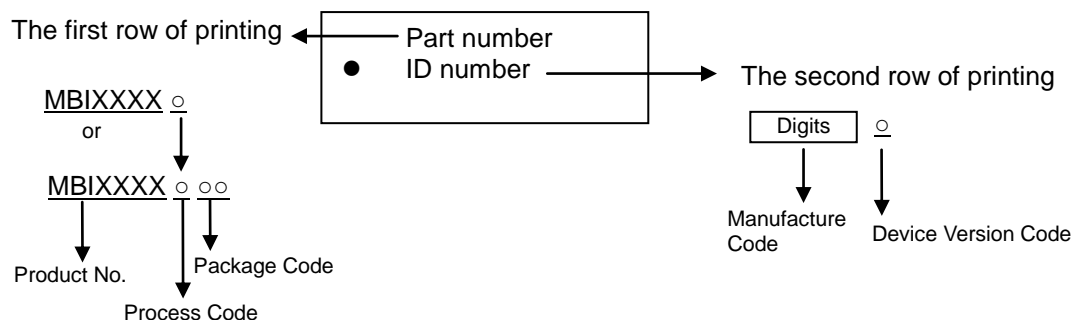 The first row of printing
Part number
ID number
The second row of printing
MBIXXXX ○
or
MBIXXXX ○ ○○
Product No.
Package Code
Process Code
Digits ○
Manufacture
Code
Device Version Code